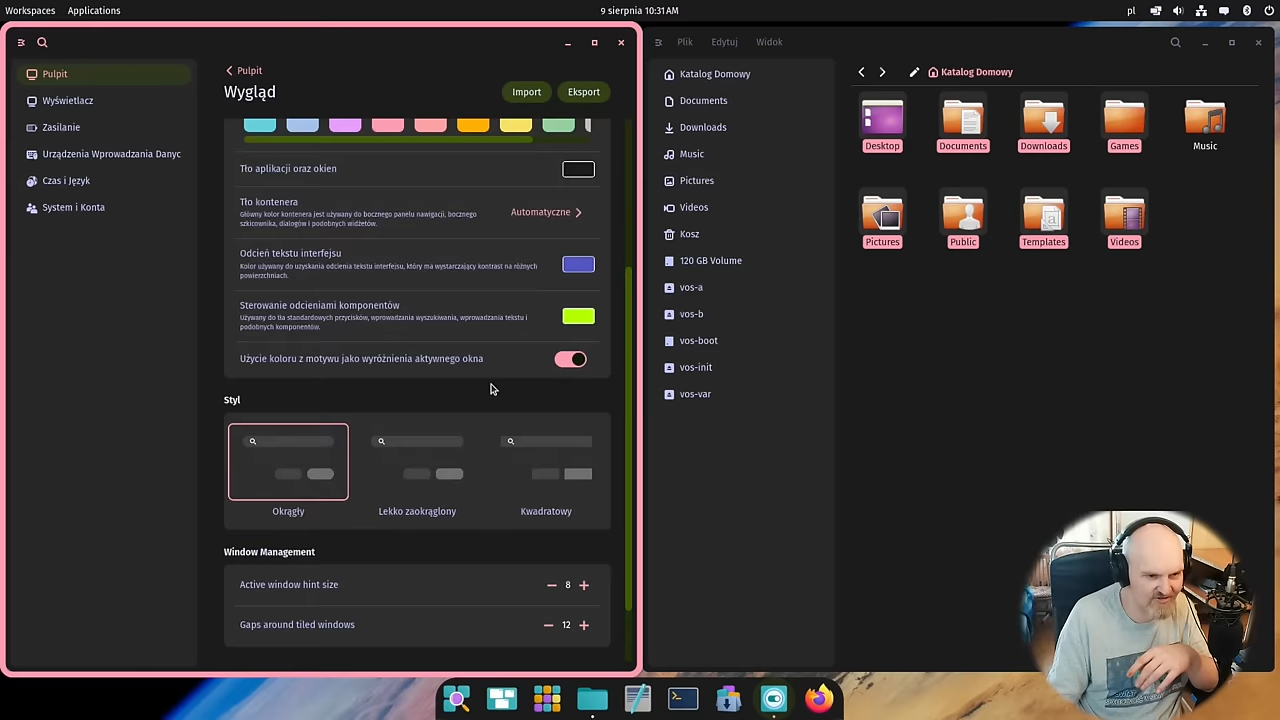 Workspaces
Applications
9 sierpnia 10:31 AM
pl
Pulpit
Wyświetlacz
Zasilanie
Urządzenia Wprowadzania Danyc
Czas i Język
System i Konta
Pulpit
Wygląd
Import
Eksport
Tło aplikacji oraz okien
Tło kontenera
Główny kolor kontenera jest używany do bocznego panelu nawigacji, bocznego
szkicownika, dialogów i podobnych widżetów.
Automatyczne
Odcień tekstu interfejsu
Kolor używany do uzyskania odcienia tekstu interfejsu, który ma wystarczający kontrast na różnych
powierzchniach.
Sterowanie odcieniami komponentów
Używany do tła standardowych przycisków, wprowadzania wyszukiwania, wprowadzania tekstu i
podobnych komponentów.
Użycie koloru z motywu jako wyróżnienia aktywnego okna
Styl
Okrągły
Lekko zaokrąglony
Kwadratowy
Window Management
Active window hint size
8
Gaps around tiled windows
12
Plik
Edytuj
Widok
Katalog Domowy
Documents
Downloads
Music
Pictures
Videos
Kosz
120 GB Volume
vos-a
vos-b
vos-boot
vos-init
vos-var
Katalog Domowy
Desktop
Documents
Downloads
Games
Music
Pictures
Public
Templates
Videos